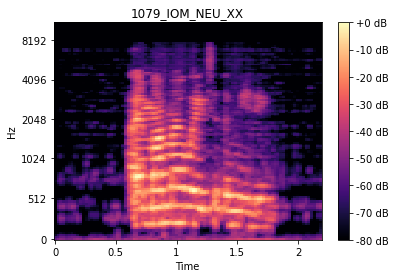 1079_IOM_NEU_XX
8192
4096
2048
1024
512
0
Hz
0
0.5
1
1.5
2
Time
+0 dB
-10 dB
-20 dB
-30 dB
-40 dB
-50 dB
-60 dB
-70 dB
-80 dB